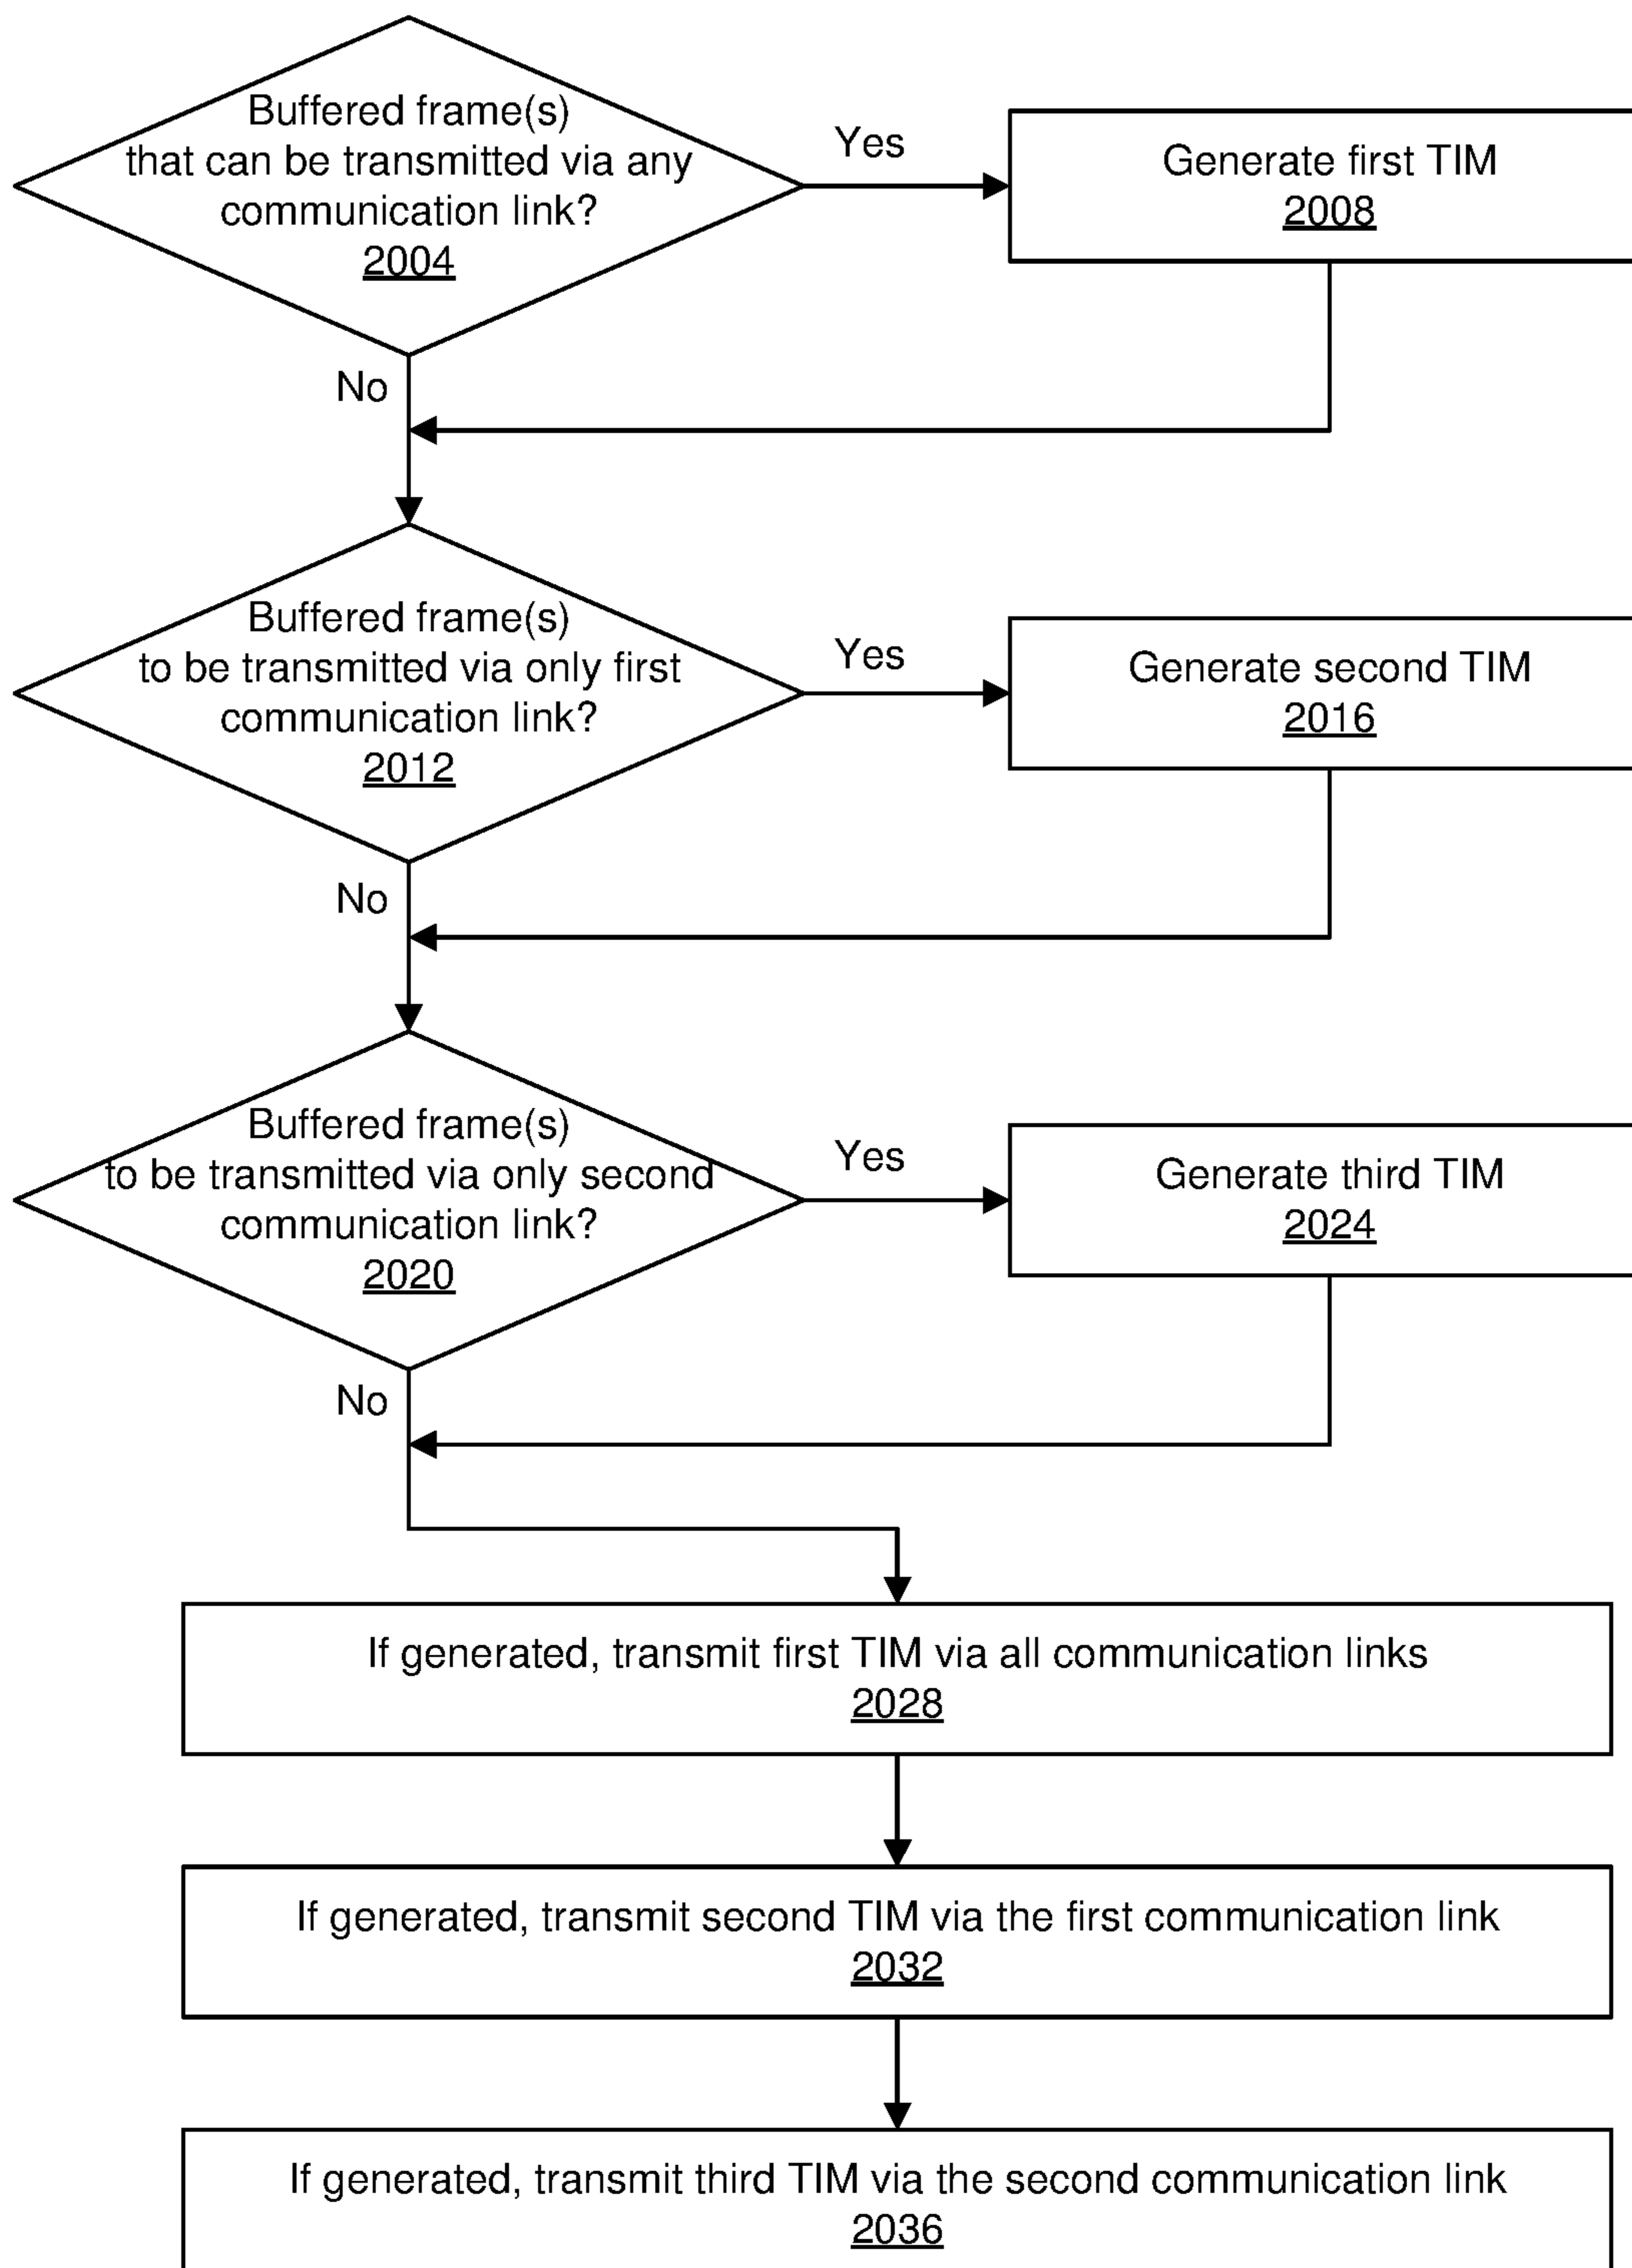 Buffered frame(s)
that can be transmitted via any
communication link?
2004
Yes
Generate first TIM
2008
No
Buffered frame(s)
to be transmitted via only first
communication link?
2012
Yes
Generate second TIM
2016
No
Buffered frame(s)
to be transmitted via only second
communication link?
2020
Yes
Generate third TIM
2024
No
If generated, transmit first TIM via all communication links
2028
If generated, transmit second TIM via the first communication link
2032
If generated, transmit third TIM via the second communication link
2036